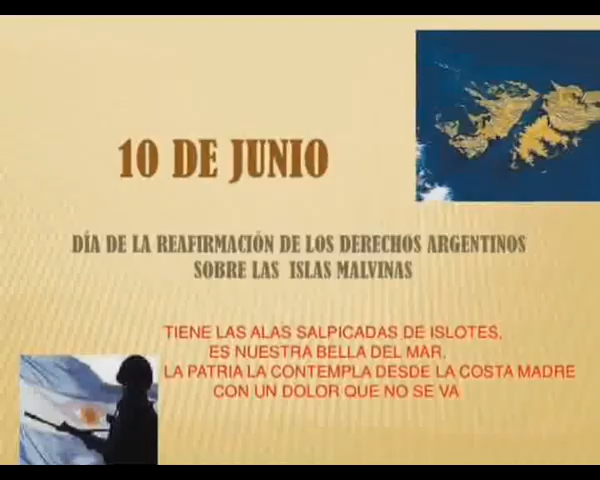 10 DE JUNIO
DÍA DE LA REAFIRMACIÓN DE LOS DERECHOS ARGENTINOS
SOBRE LAS ISLAS MALVINAS
TIENE LAS ALAS SALPICADAS DE ISLOTES,
ES NUESTRA BELLA DEL MAR,
LA PATRIA LA CONTEMPLA DESDE LA COSTA MADRE
CON UN DOLOR QUE NO SE VA